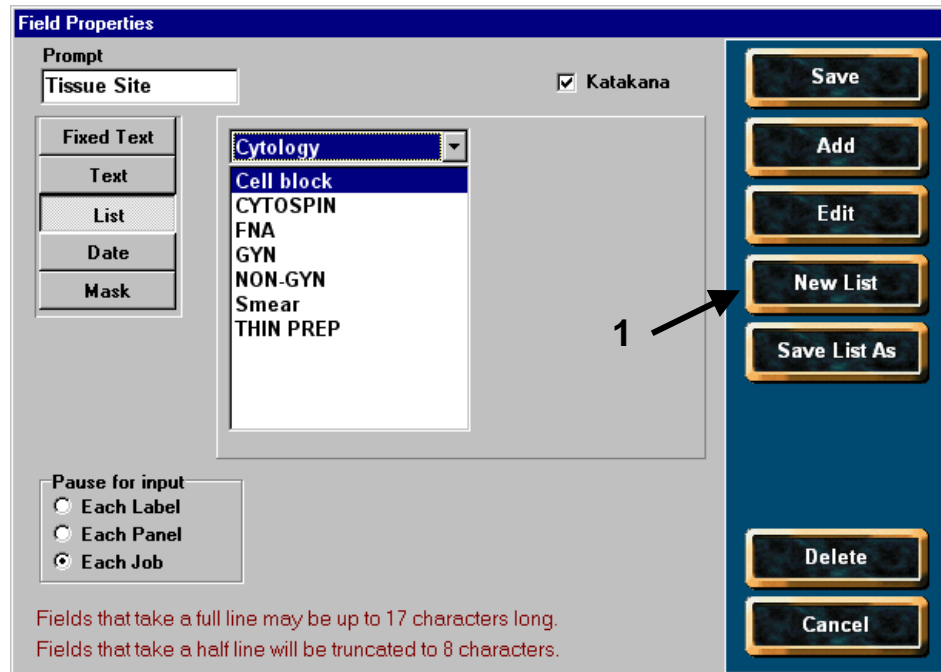 Field Properties
Prompt
Tissue Site
Katakana
Fixed Text
Text
List
Date
Mask
Cytology
Cell block
CYTOSPIN
FNA
GYN
NON-GYN
Smear
THIN PREP
1
Pause for input
Each Label
Each Panel
Each Job
Fields that take a full line may be up to 17 characters long.
Fields that take a half line will be truncated to 8 characters.
Save
Add
Edit
New List
Save List As
Delete
Cancel